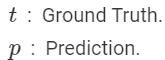 t : Ground Truth.
p : Prediction.